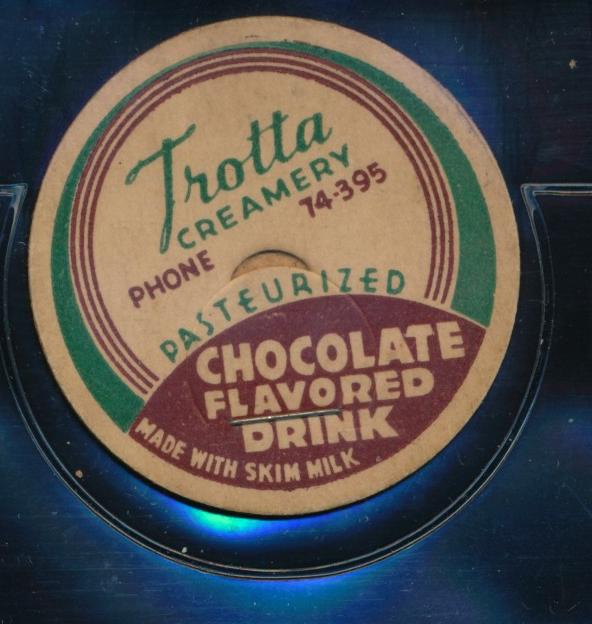 Trotta
CREAMERY
PHONE 74-395
PASTEURIZED
CHOCOLATE
FLAVORED
DRINK
MADE WITH SKIM MILK